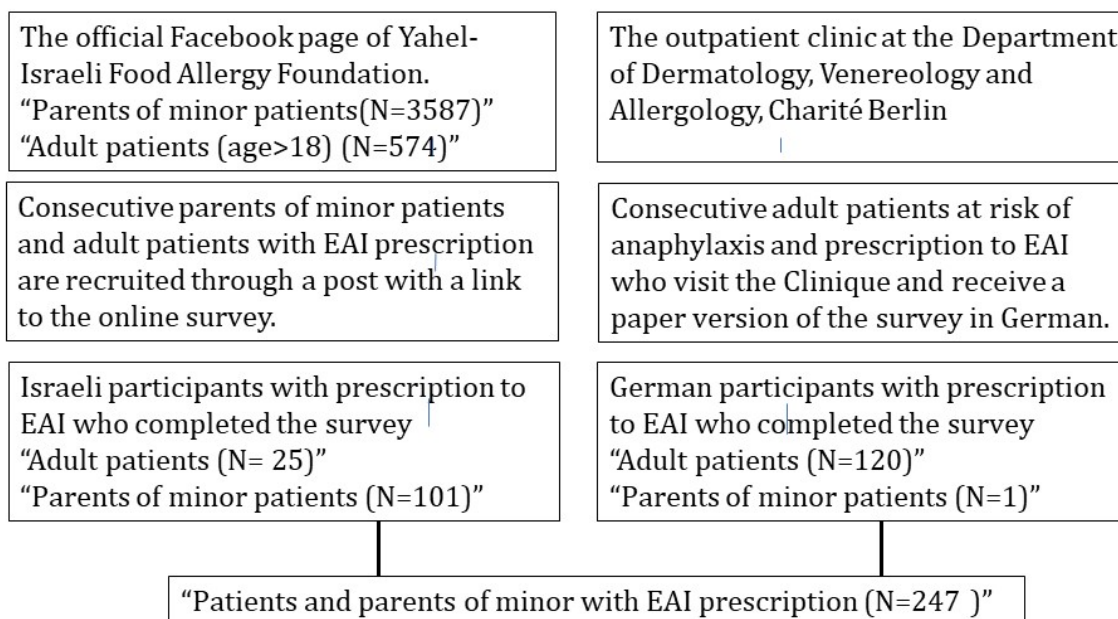 The official Facebook page of Yahel-
Israeli Food Allergy Foundation.
“Parents of minor patients(N=3587)”
“Adult patients (age>18) (N=574)”
The outpatient clinic at the Department
of Dermatology, Venereology and
Allergology, Charité Berlin
Consecutive parents of minor patients
and adult patients with EAI prescription
are recruited through a post with a link
to the online survey.
Consecutive adult patients at risk of
anaphylaxis and prescription to EAI
who visit the Clinique and receive a
paper version of the survey in German.
Israeli participants with prescription to
EAI who completed the survey
“Adult patients (N= 25)”
“Parents of minor patients (N=101)”
German participants with prescription
to EAI who completed the survey
“Adult patients (N=120)”
“Parents of minor patients (N=1)”
“Patients and parents of minor with EAI prescription (N=247 )”